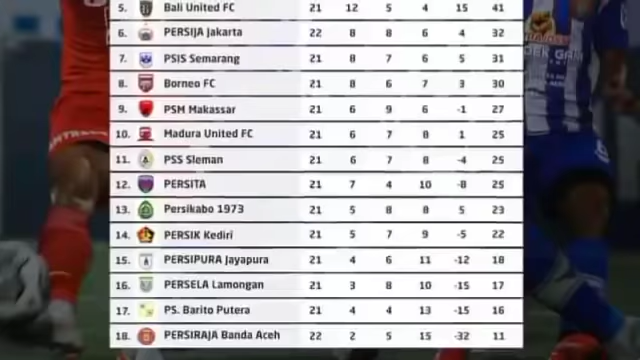 5. Bali United FC 21 12 5 4 15 41
6. PERSIJA Jakarta 22 8 8 6 4 32
7. PSIS Semarang 21 8 7 6 5 31
8. Borneo FC 21 8 6 7 3 30
9. PSM Makassar 21 6 9 6 -1 27
10. Madura United FC 21 6 7 8 1 25
11. PSS Sleman 21 6 7 8 -4 25
12. PERSITA 21 7 4 10 -8 25
13. Persikabo 1973 21 5 8 8 5 23
14. PERSIK Kediri 21 5 7 9 -5 22
15. PERSIPURA Jayapura 21 4 6 11 -12 18
16. PERSELA Lamongan 21 3 8 10 -15 17
17. PS. Barito Putera 21 4 4 13 -15 16
18. PERSIRAJA Banda Aceh 22 2 5 15 -32 11